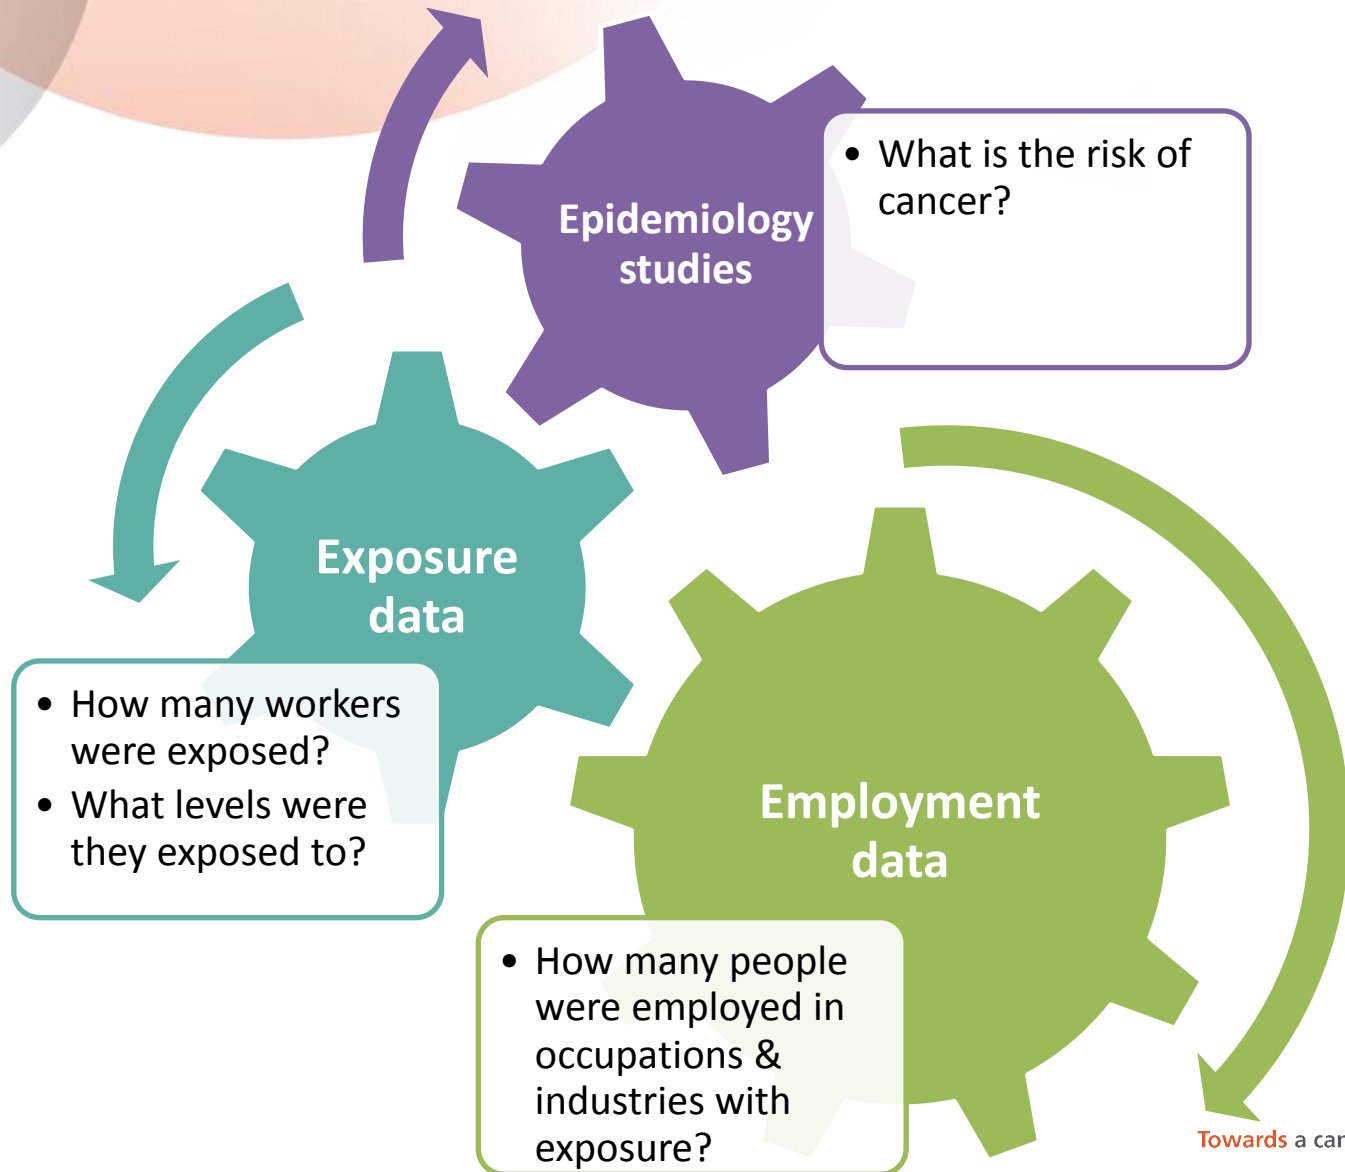 Epidemiology
studies
• What is the risk of
cancer?
Exposure
data
• How many workers
were exposed?
• What levels were
they exposed to?
Employment
data
• How many people
were employed in
occupations &
industries with
exposure?
Towards a